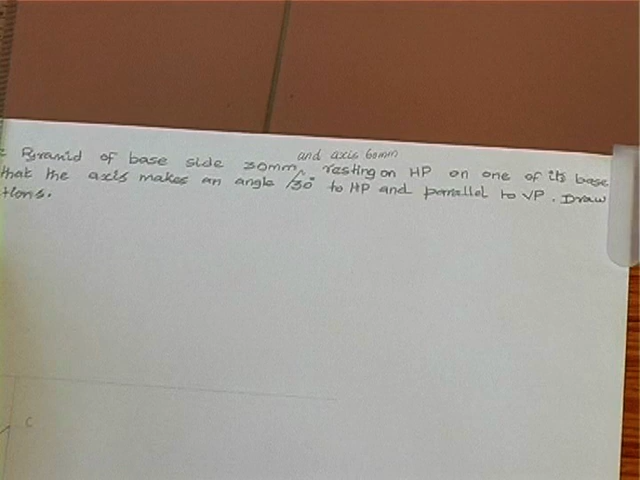 Pyramid of base side 30mm and axis 60mm, resting on HP on one of its base
that the axis makes an angle 30° to HP and parallel to VP. Draw
tions.
C